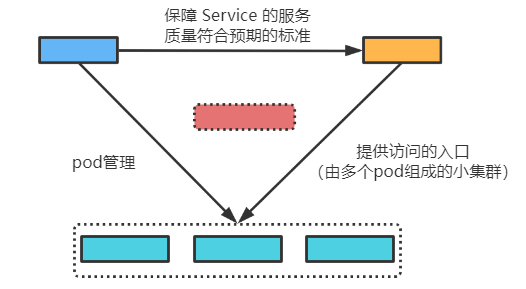 保障 Service 的服务
质量符合预期的标准
pod管理
提供访问的入口
（由多个pod组成的小集群）